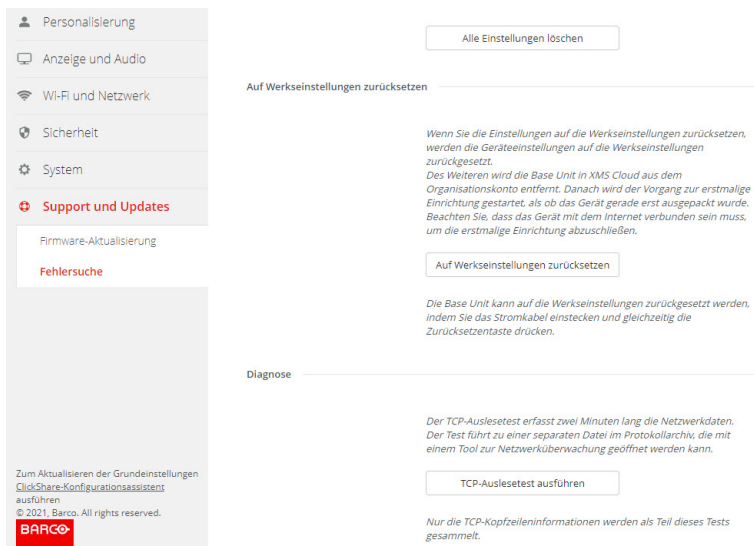 Personalisierung
Anzeige und Audio
Wi-Fi und Netzwerk
Sicherheit
System
Support und Updates
Firmware-Aktualisierung
Fehlersuche
Zum Aktualisieren der Grundeinstellungen
ClickShare-Konfigurationsassistent
ausführen
© 2021, Barco. All rights reserved.
BARCO
Alle Einstellungen löschen
Auf Werkseinstellungen zurücksetzen
Wenn Sie die Einstellungen auf die Werkseinstellungen zurücksetzen,
werden die Geräteeinstellungen auf die Werkseinstellungen
zurückgesetzt.
Des Weiteren wird die Base Unit in XMS Cloud aus dem
Organisationskonto entfernt. Danach wird der Vorgang zur erstmalige
Einrichtung gestartet, als ob das Gerät gerade erst ausgepackt wurde.
Beachten Sie, dass das Gerät mit dem Internet verbunden sein muss,
um die erstmalige Einrichtung abzuschließen.
Auf Werkseinstellungen zurücksetzen
Die Base Unit kann auf die Werkseinstellungen zurückgesetzt werden,
indem Sie das Stromkabel einstecken und gleichzeitig die
Zurücksetzentaste drücken.
Diagnose
Der TCP-Auslesetest erfasst zwei Minuten lang die Netzwerkdaten.
Der Test führt zu einer separaten Datei im Protokollarchiv, die mit
einem Tool zur Netzwerküberwachung geöffnet werden kann.
TCP-Auslesetest ausführen
Nur die TCP-Kopfzeileninformationen werden als Teil dieses Tests
gesammelt.